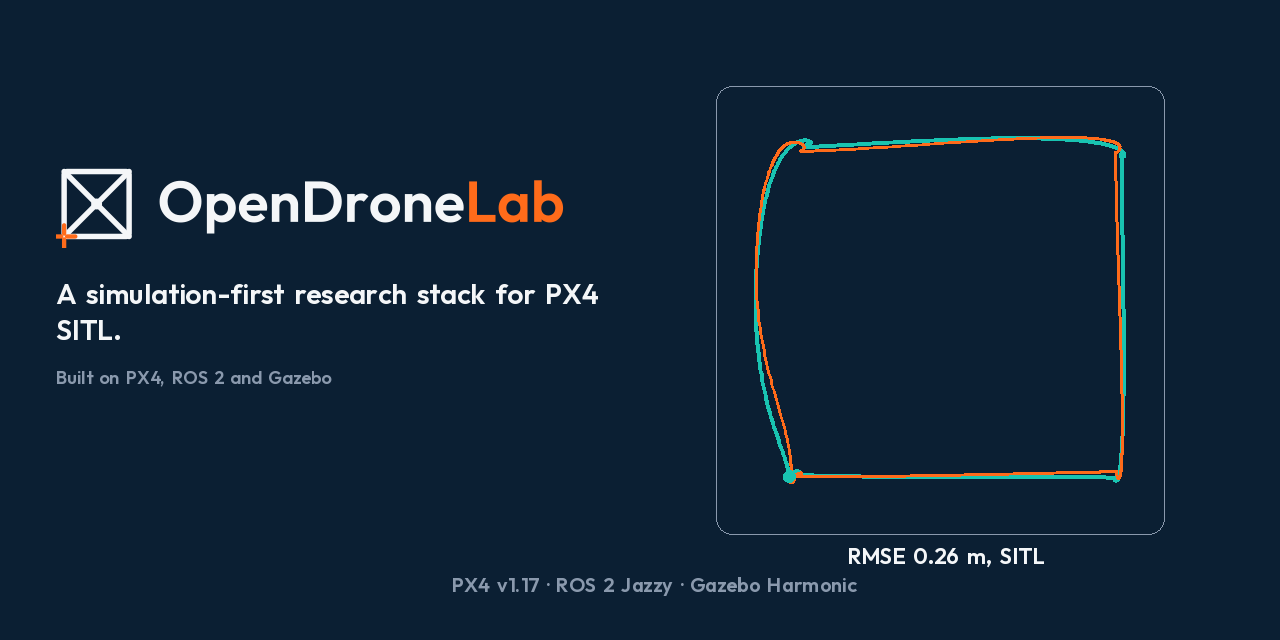 OpenDroneLab
A simulation-first research stack for PX4
SITL.
Built on PX4, ROS 2 and Gazebo
RMSE 0.26 m, SITL
PX4 v1.17 · ROS 2 Jazzy · Gazebo Harmonic